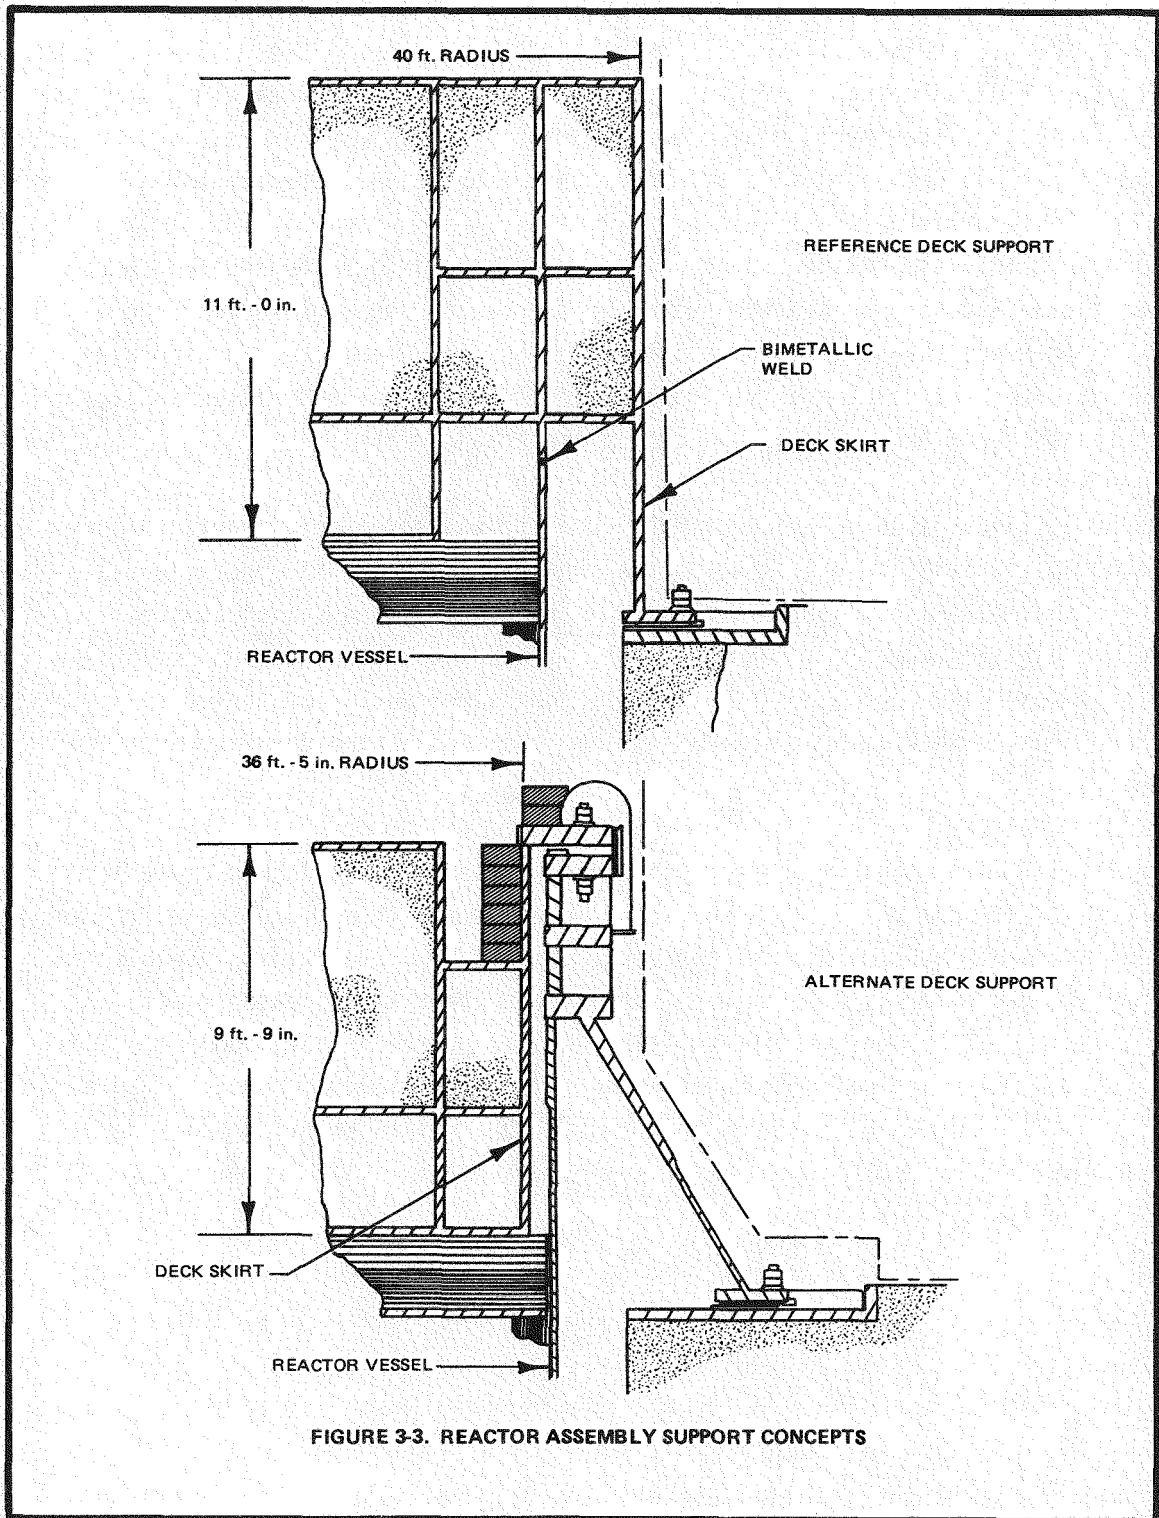 40 ft. RADIUS
REFERENCE DECK SUPPORT
11 ft. - 0 in.
BIMETALLIC
WELD
DECK SKIRT
REACTOR VESSEL
36 ft. - 5 in. RADIUS
ALTERNATE DECK SUPPORT
9 ft. - 9 in.
DECK SKIRT
REACTOR VESSEL
FIGURE 3-3. REACTOR ASSEMBLY SUPPORT CONCEPTS